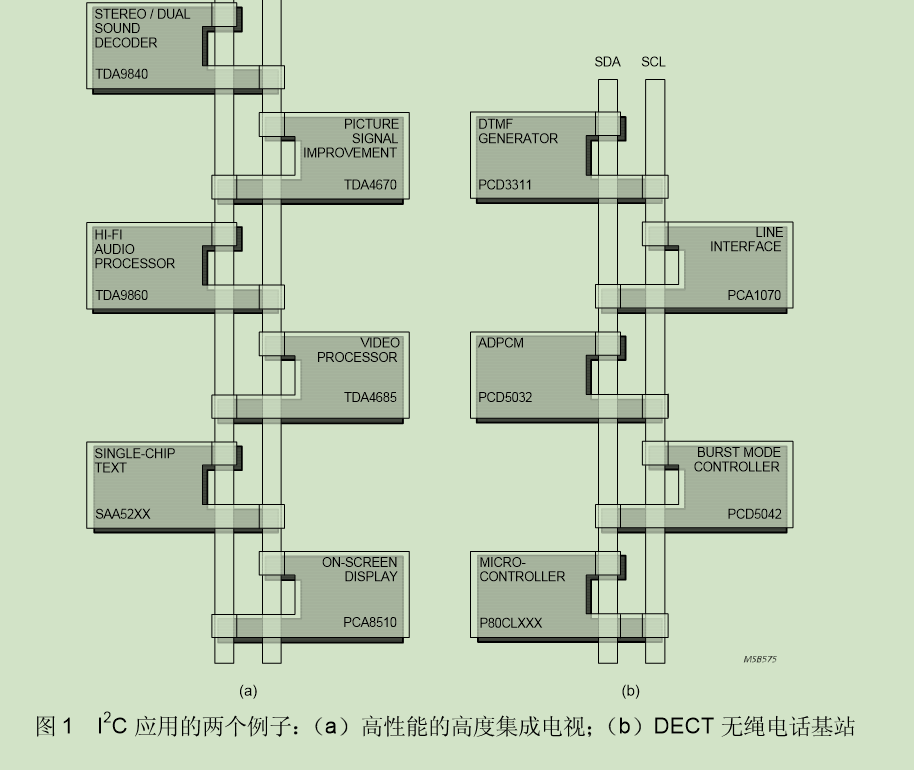 STEREO / DUAL
SOUND
DECODER
TDA9840
PICTURE
SIGNAL
IMPROVEMENT
TDA4670
HI-FI
AUDIO
PROCESSOR
TDA9860
VIDEO
PROCESSOR
TDA4685
SINGLE-CHIP
TEXT
SAA52XX
ON-SCREEN
DISPLAY
PCA8510
(a)
SDA SCL
DTMF
GENERATOR
PCD3311
LINE
INTERFACE
PCA1070
ADPCM
PCD5032
BURST MODE
CONTROLLER
PCD5042
MICRO-
CONTROLLER
P80CLXXX
MSB575
(b)
图 1 I²C 应用的两个例子：（a）高性能的高度集成电视；（b）DECT 无绳电话基站